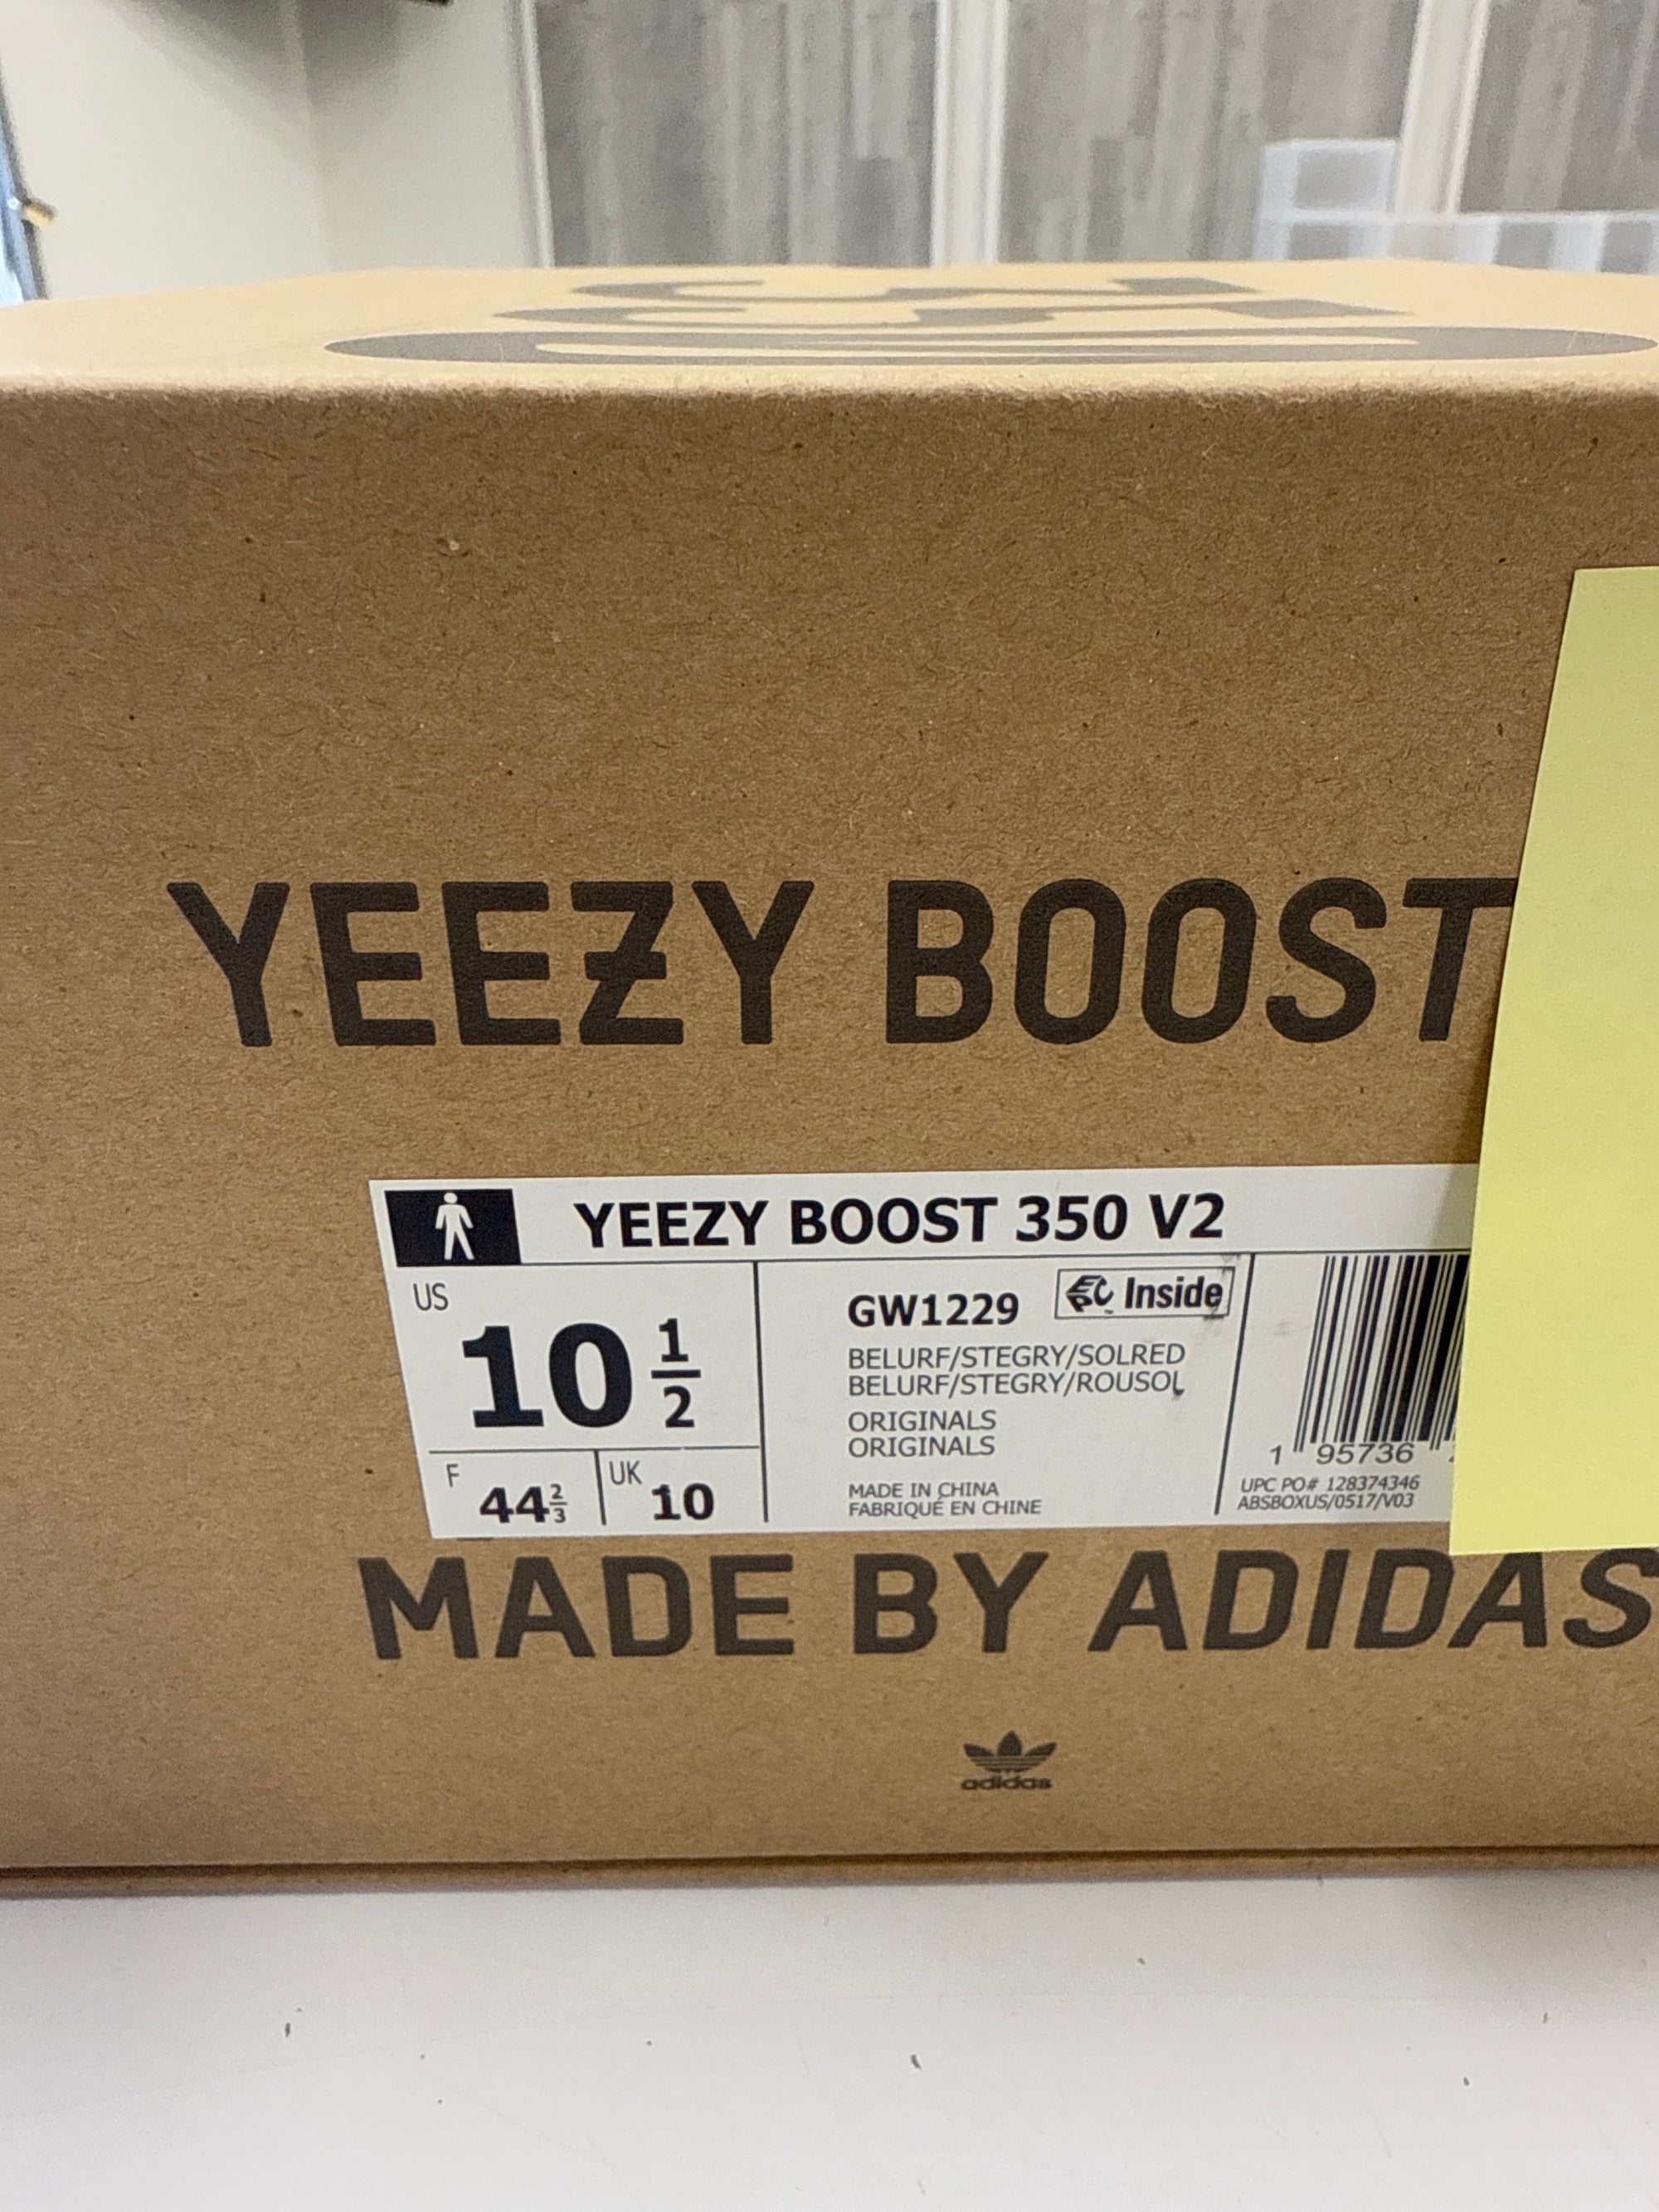 YEEZY BOOST
YEEZY BOOST 350 V2
US
10 1/2
F
44 2/3
UK
10
GW1229
EPC Inside
BELURF/STEGRY/SOLRED
BELURF/STEGRY/ROUSOL
ORIGINALS
ORIGINALS
MADE IN CHINA
FABRIQUÉ EN CHINE
1 95736
UPC PO# 128374346
ABSBOXUS/0517/V03
MADE BY ADIDAS
adidas